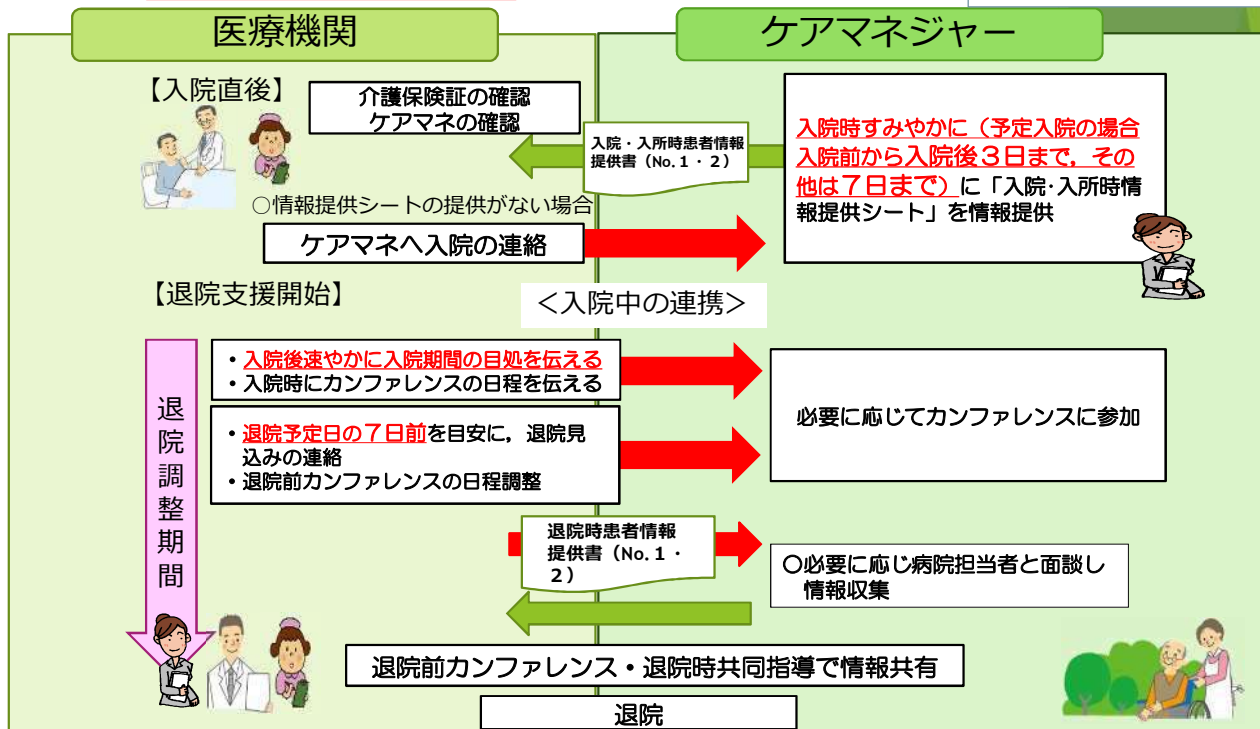 医療機関
ケアマネジャー
【入院直後】
介護保険証の確認
ケアマネの確認
入院・入所時患者情報
提供書（No.1・2）
入院時すみやかに（予定入院の場合
入院前から入院後３日まで，その
他は７日まで）に「入院･入所時情
報提供シート」を情報提供
○情報提供シートの提供がない場合
ケアマネへ入院の連絡
【退院支援開始】
＜入院中の連携＞
退院調整期間
・入院後速やかに入院期間の目処を伝える
・入院時にカンファレンスの日程を伝える
必要に応じてカンファレンスに参加
・退院予定日の７日前を目安に，退院見
込みの連絡
・退院前カンファレンスの日程調整
退院時患者情報
提供書（No.1・
2）
○必要に応じ病院担当者と面談し
情報収集
退院前カンファレンス・退院時共同指導で情報共有
退院